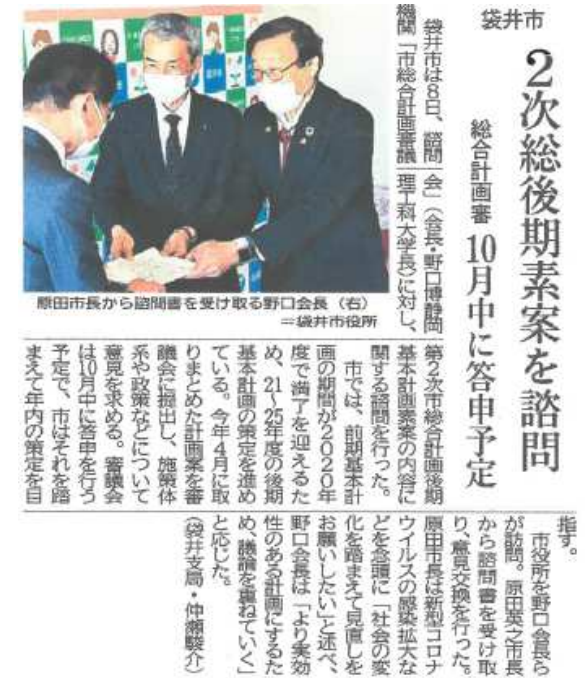 袋井市
２次総後期素案を諮問
総合計画審　10月中に答申予定
袋井市は８日、諮問
機関「市総合計画審議
会」（会長・野口博静岡
理工科大学長）に対し、
第２次市総合計画後期
基本計画素案の内容に
関する諮問を行った。
市では、前期基本計
画の期間が２０２０年
度で満了を迎えるた
め、21～25年度の後期
基本計画の策定を進め
ている。今年４月に取
りまとめた計画案を審
議会に提出し、施策体
系や政策などについて
意見を求める。審議会
は10月中に答申を行う
予定で、市はそれを踏
まえて年内の策定を目
指す。
市役所を野口会長ら
が訪問。原田英之市長
から諮問書を受け取
り、意見交換を行った。
原田市長は新型コロナ
ウイルスの感染拡大な
どを念頭に「社会の変
化を踏まえて見直しを
お願いしたい」と述べ、
野口会長は「より実効
性のある計画にするた
め、議論を重ねていく」
と応じた。
（袋井支局・仲瀬駿介）
原田市長から諮問書を受け取る野口会長（右）
＝袋井市役所